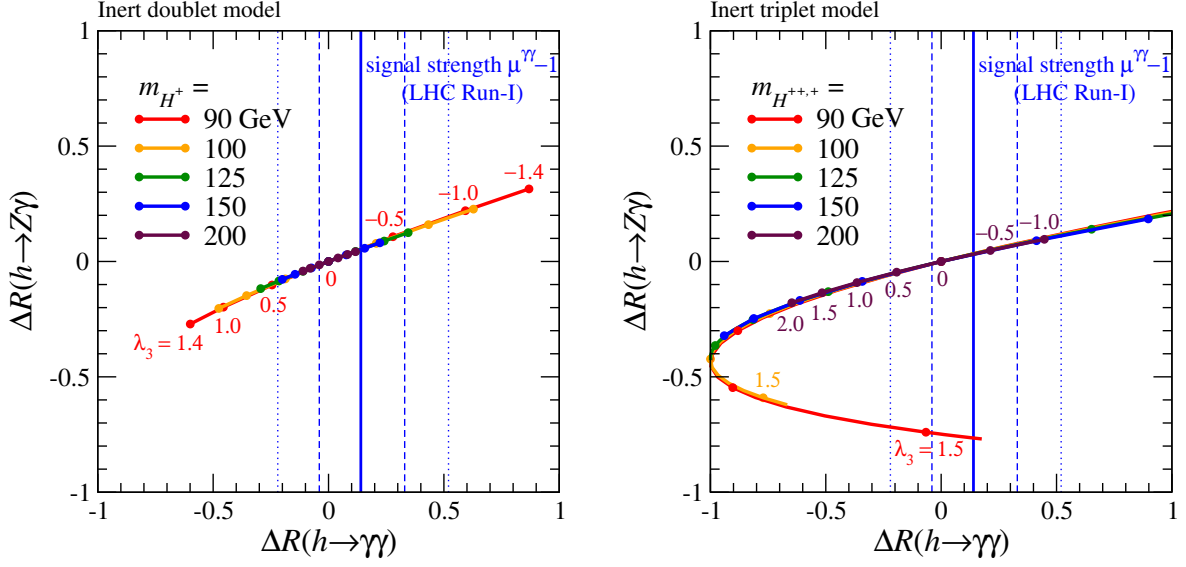 Inert doublet model
1
0.5
0
-0.5
-1
-1
-0.5
0
0.5
1
ΔR(h→Zγ)
ΔR(h→γγ)
signal strength μ^γγ−1
(LHC Run-I)
m_H^+ =
90 GeV
100
125
150
200
−1.4
−1.0
−0.5
0
0.5
1.0
λ_3 = 1.4
Inert triplet model
1
0.5
0
-0.5
-1
-1
-0.5
0
0.5
1
ΔR(h→Zγ)
ΔR(h→γγ)
signal strength μ^γγ−1
(LHC Run-I)
m_H^++,+ =
90 GeV
100
125
150
200
−1.0
−0.5
0
0.5
1.0
1.5
2.0
1.5
λ_3 = 1.5